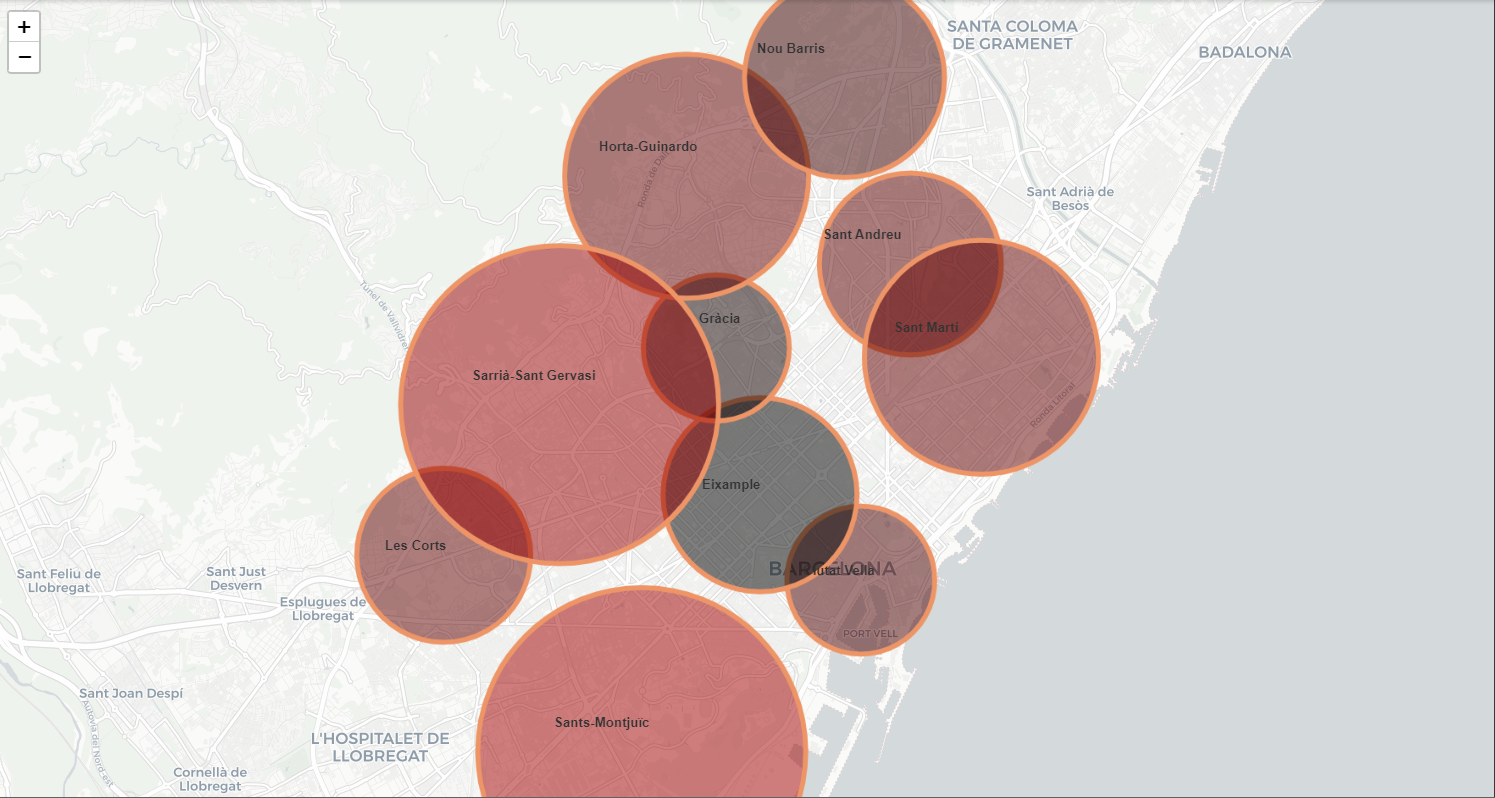 +
−
SANTA COLOMA
DE GRAMENET
BADALONA
Nou Barris
Horta-Guinardo
Ronda de Dalt
Sant Adrià de
Besòs
Sant Andreu
Túnel de Vallvidrera
Gràcia
Sant Martí
Sarrià-Sant Gervasi
Ronda Litoral
Eixample
Les Corts
BARCELONA
Sant Feliu de
Llobregat
Sant Just
Desvern
Esplugues de
Llobregat
PORT VELL
Sant Joan Despí
Autovia del Nord-est
Sants-Montjuïc
L'HOSPITALET DE
LLOBREGAT
Cornellà de
Llobregat